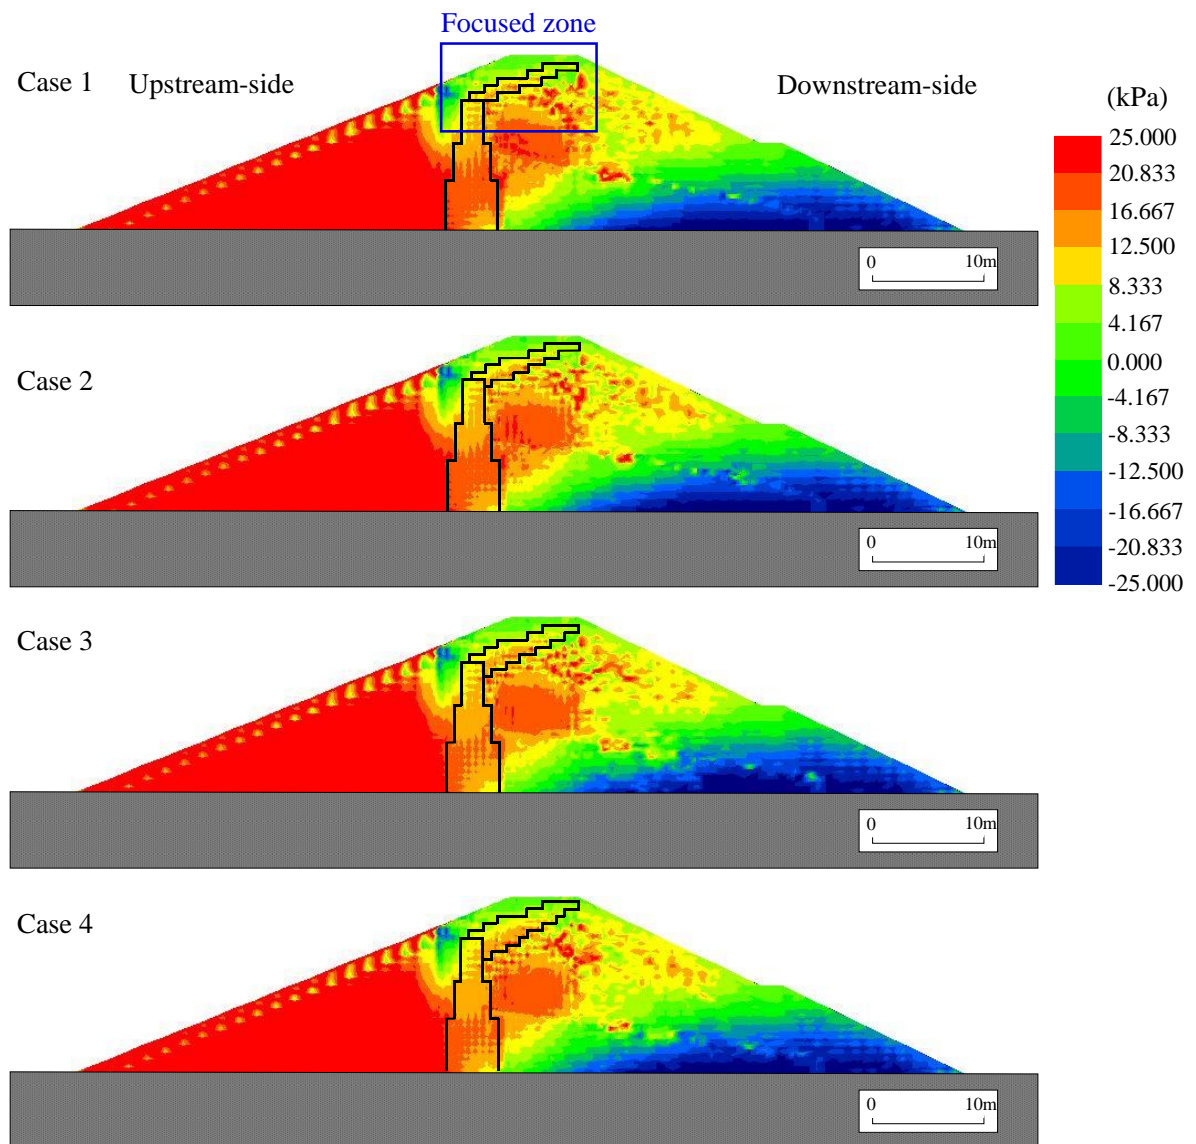 Focused zone
Case 1
Upstream-side
Downstream-side
(kPa)
25.000
20.833
16.667
12.500
8.333
4.167
0.000
-4.167
-8.333
-12.500
-16.667
-20.833
-25.000
0 10m
Case 2
0 10m
Case 3
0 10m
Case 4
0 10m